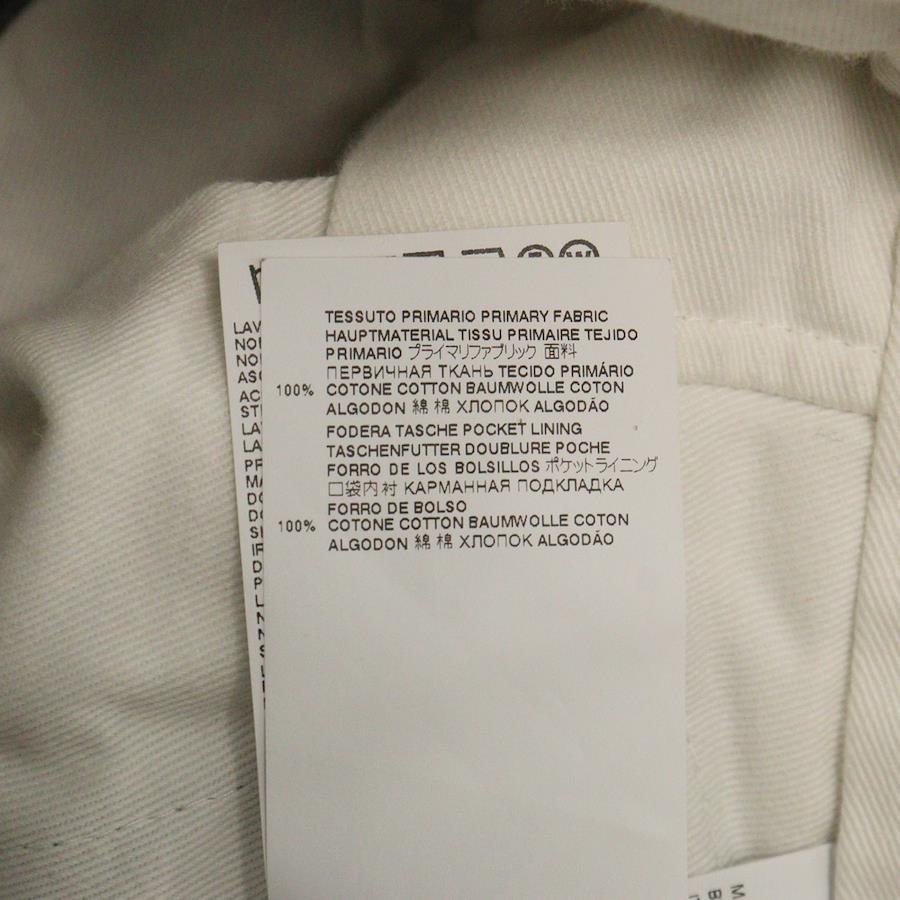 TESSUTO PRIMARIO PRIMARY FABRIC
HAUPTMATERIAL TISSU PRIMAIRE TEJIDO
PRIMARIO プライマリファブリック 面料
ПЕРВИЧНАЯ ТКАНЬ TECIDO PRIMÁRIO
100% COTONE COTTON BAUMWOLLE COTON
ALGODON 綿 棉 ХЛОПОК ALGODÃO
FODERA TASCHE POCKET LINING
TASCHENFUTTER DOUBLURE POCHE
FORRO DE LOS BOLSILLOS ポケットライニング
口袋内衬 КАРМАННАЯ ПОДКЛАДКА
FORRO DE BOLSO
100% COTONE COTTON BAUMWOLLE COTON
ALGODON 綿 棉 ХЛОПОК ALGODÃO